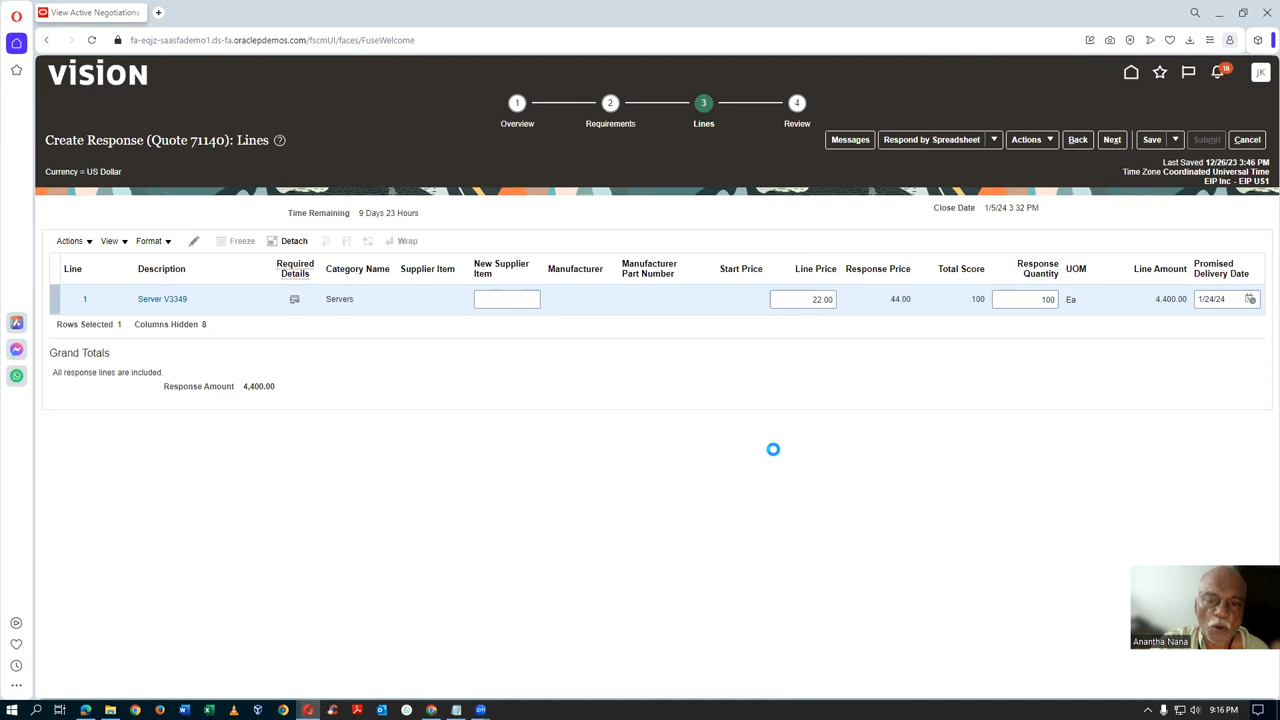 View Active Negotiations
fa-eqjz-saasfademo1.ds-fa.oraclepdemos.com/fscmUI/faces/FuseWelcome
vision
18
JK
1 2 3 4
Overview Requirements Lines Review
Create Response (Quote 71140): Lines
Messages Respond by Spreadsheet Actions Back Next Save Submit Cancel
Last Saved 12/26/23 3:46 PM
Currency = US Dollar
Time Zone Coordinated Universal Time
EIP Inc - EIP US1
Time Remaining 9 Days 23 Hours
Close Date 1/5/24 3:32 PM
Actions View Format Freeze Detach Wrap
Line Description Required Details Category Name Supplier Item New Supplier Item Manufacturer Manufacturer Part Number Start Price Line Price Response Price Total Score Response Quantity UOM Line Amount Promised Delivery Date
1 Server V3349 Servers 22.00 44.00 100 100 Ea 4,400.00 1/24/24
Rows Selected 1 Columns Hidden 8
Grand Totals
All response lines are included.
Response Amount 4,400.00
Anantha Nana
9:16 PM